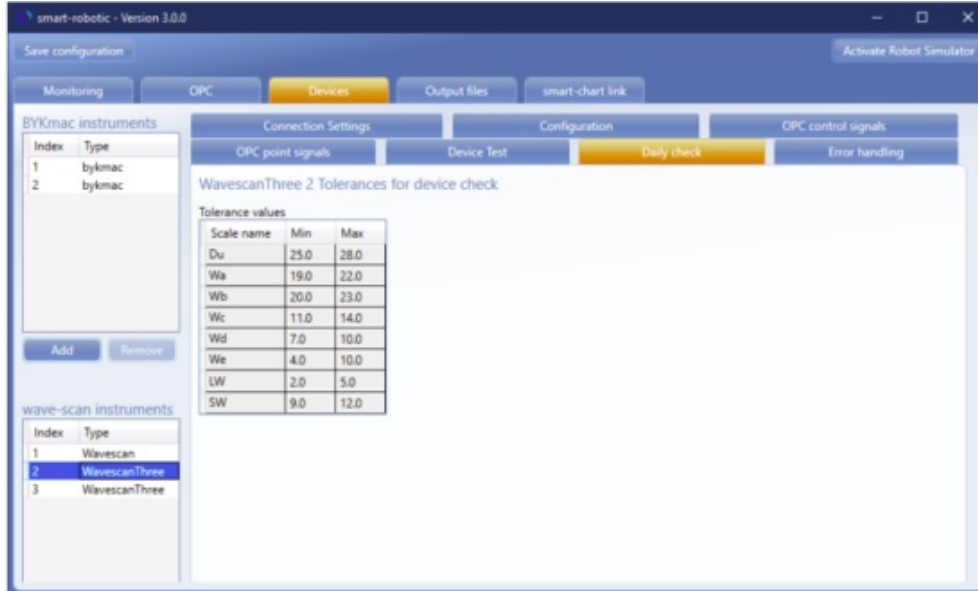 smart-robotic - Version 3.0.0
Save configuration
Activate Robot Simulator
Monitoring OPC Devices Output files smart-chart link
BYKmac instruments
Index Type
1 bykmac
2 bykmac
Add Remove
wave-scan instruments
Index Type
1 Wavescan
2 WavescanThree
3 WavescanThree
Connection Settings Configuration OPC control signals
OPC point signals Device Test Daily check Error handling
WavescanThree 2 Tolerances for device check
Tolerance values
Scale name Min Max
Du 25.0 28.0
Wa 19.0 22.0
Wb 20.0 23.0
Wc 11.0 14.0
Wd 7.0 10.0
We 4.0 10.0
LW 2.0 5.0
SW 9.0 12.0